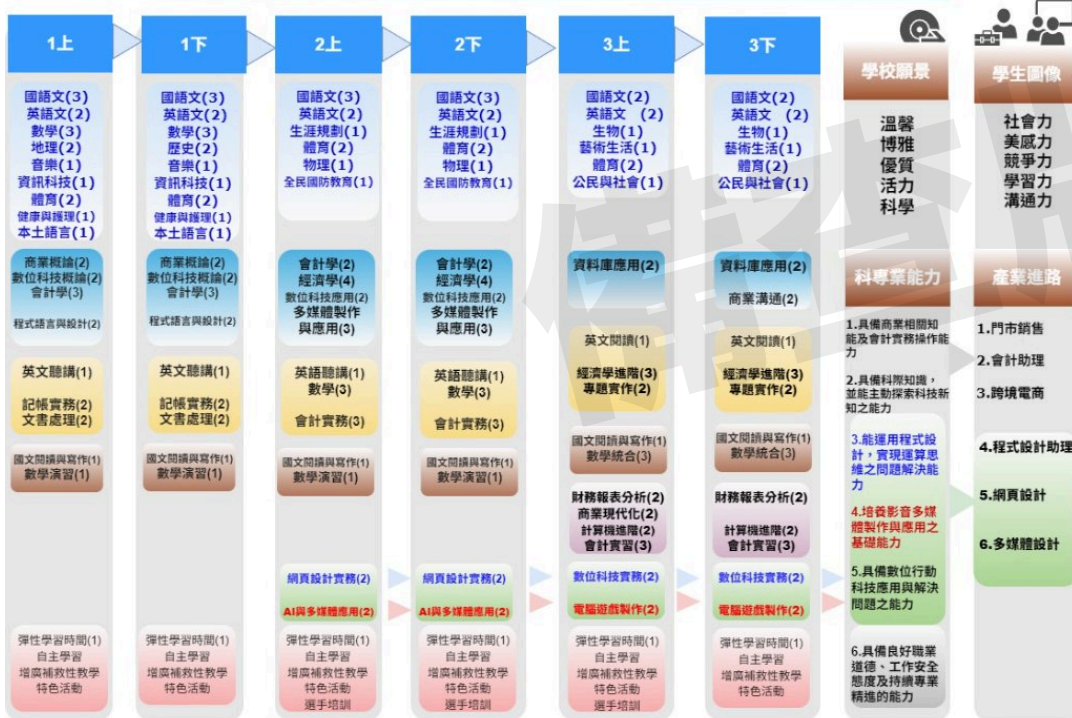 1上
國語文(3)
英語文(2)
數學(3)
地理(2)
音樂(1)
資訊科技(1)
體育(2)
健康與護理(1)
本土語言(1)
商業概論(2)
數位科技概論(2)
會計學(3)
程式語言與設計(2)
英文聽講(1)
記帳實務(2)
文書處理(2)
國文閱讀與寫作(1)
數學演習(1)
彈性學習時間(1)
自主學習
增廣補救性教學
特色活動
1下
國語文(3)
英語文(2)
數學(3)
歷史(2)
音樂(1)
資訊科技(1)
體育(2)
健康與護理(1)
本土語言(1)
商業概論(2)
數位科技概論(2)
會計學(3)
程式語言與設計(2)
英文聽講(1)
記帳實務(2)
文書處理(2)
國文閱讀與寫作(1)
數學演習(1)
彈性學習時間(1)
自主學習
增廣補救性教學
特色活動
2上
國語文(3)
英語文(2)
生涯規劃(1)
體育(2)
物理(1)
全民國防教育(1)
會計學(2)
經濟學(4)
數位科技應用(2)
多媒體製作
與應用(3)
英語聽講(1)
數學(3)
會計實務(3)
國文閱讀與寫作(1)
數學演習(1)
網頁設計實務(2)
AI與多媒體應用(2)
彈性學習時間(1)
自主學習
增廣補救性教學
特色活動
選手培訓
2下
國語文(3)
英語文(2)
生涯規劃(1)
體育(2)
物理(1)
全民國防教育(1)
會計學(2)
經濟學(4)
數位科技應用(2)
多媒體製作
與應用(3)
英語聽講(1)
數學(3)
會計實務(3)
國文閱讀與寫作(1)
數學演習(1)
網頁設計實務(2)
AI與多媒體應用(2)
彈性學習時間(1)
自主學習
增廣補救性教學
特色活動
選手培訓
3上
國語文(2)
英語文 (2)
生物(1)
藝術生活(1)
體育(2)
公民與社會(1)
資料庫應用(2)
英文閱讀(1)
經濟學進階(3)
專題實作(2)
國文閱讀與寫作(1)
數學統合(3)
財務報表分析(2)
商業現代化(2)
計算機進階(2)
會計實習(3)
數位科技實務(2)
電腦遊戲製作(2)
彈性學習時間(1)
自主學習
增廣補救性教學
特色活動
選手培訓
3下
國語文(2)
英語文 (2)
生物(1)
藝術生活(1)
體育(2)
公民與社會(1)
資料庫應用(2)
商業溝通(2)
英文閱讀(1)
經濟學進階(3)
專題實作(2)
國文閱讀與寫作(1)
數學統合(3)
財務報表分析(2)
計算機進階(2)
會計實習(3)
數位科技實務(2)
電腦遊戲製作(2)
彈性學習時間(1)
自主學習
增廣補救性教學
特色活動
選手培訓
學校願景
溫馨
博雅
優質
活力
科學
科專業能力
1.具備商業相關知
能及會計實務操作能
力
2.具備科際知識，
並能主動探索科技新
知之能力
3.能運用程式設
計，實現運算思
維之問題解決能
力
4.培養影音多媒
體製作與應用之
基礎能力
5.具備數位行動
科技應用與解決
問題之能力
6.具備良好職業
道德、工作安全
態度及持續專業
精進的能力
學生圖像
社會力
美感力
競爭力
學習力
溝通力
產業進路
1.門市銷售
2.會計助理
3.跨境電商
4.程式設計助理
5.網頁設計
6.多媒體設計
備查版